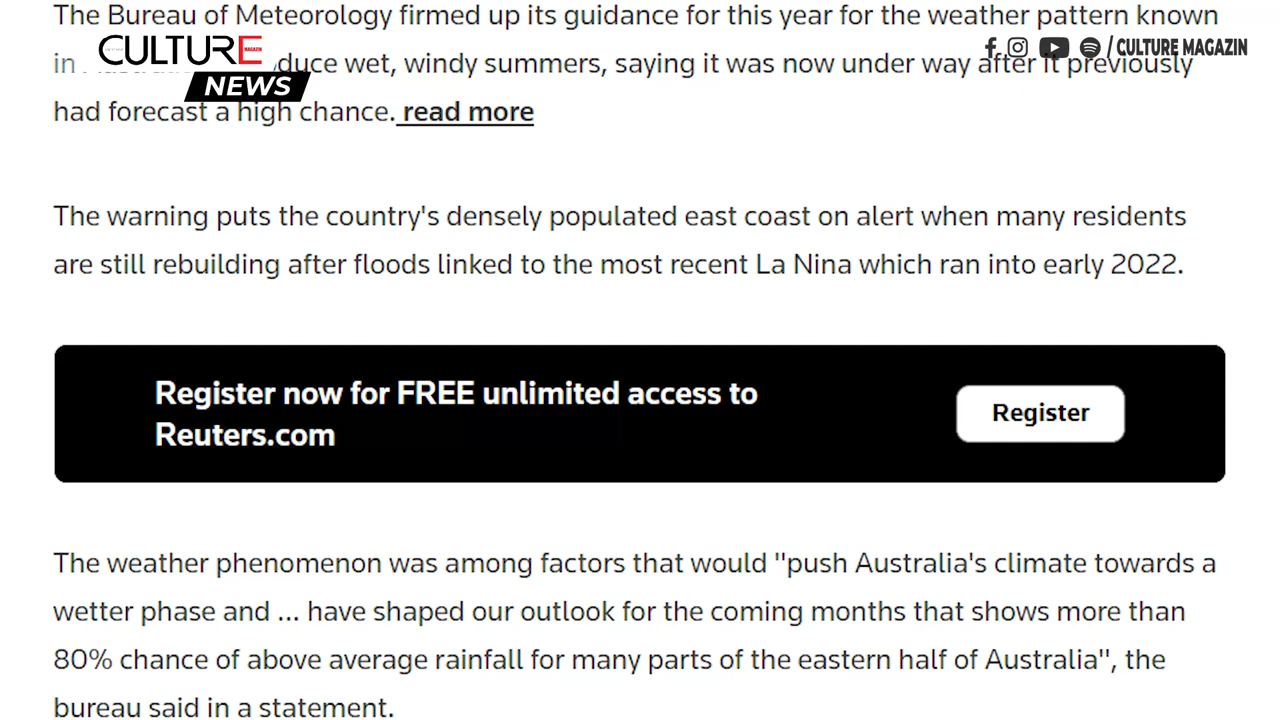 The Bureau of Meteorology firmed up its guidance for this year for the weather pattern known
CULTURE MAGAZIN
NEWS
/ CULTURE MAGAZIN
in duce wet, windy summers, saying it was now under way after it previously
had forecast a high chance. read more
The warning puts the country's densely populated east coast on alert when many residents
are still rebuilding after floods linked to the most recent La Nina which ran into early 2022.
Register now for FREE unlimited access to
Reuters.com
Register
The weather phenomenon was among factors that would "push Australia's climate towards a
wetter phase and ... have shaped our outlook for the coming months that shows more than
80% chance of above average rainfall for many parts of the eastern half of Australia", the
bureau said in a statement.